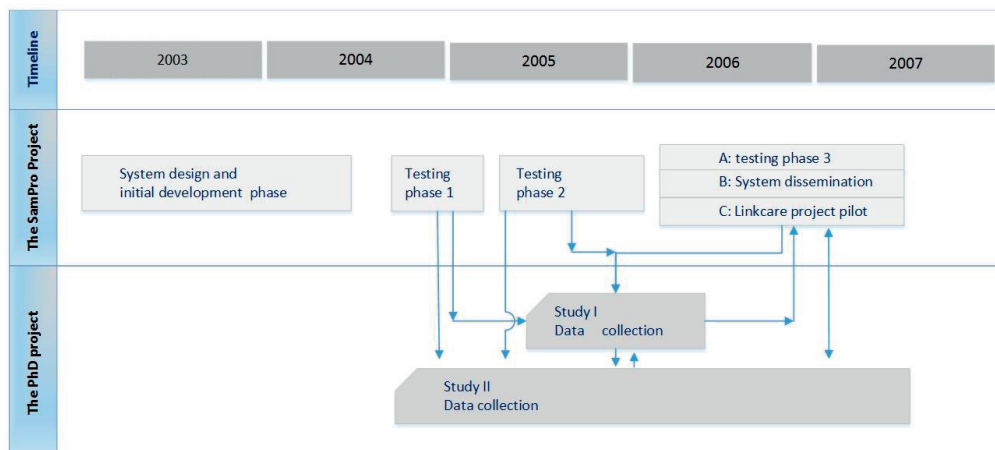 Timeline
2003
2004
2005
2006
2007
The SamPro Project
System design and
initial development phase
Testing
phase 1
Testing
phase 2
A: testing phase 3
B: System dissemination
C: Linkcare project pilot
The PhD project
Study I
Data collection
Study II
Data collection